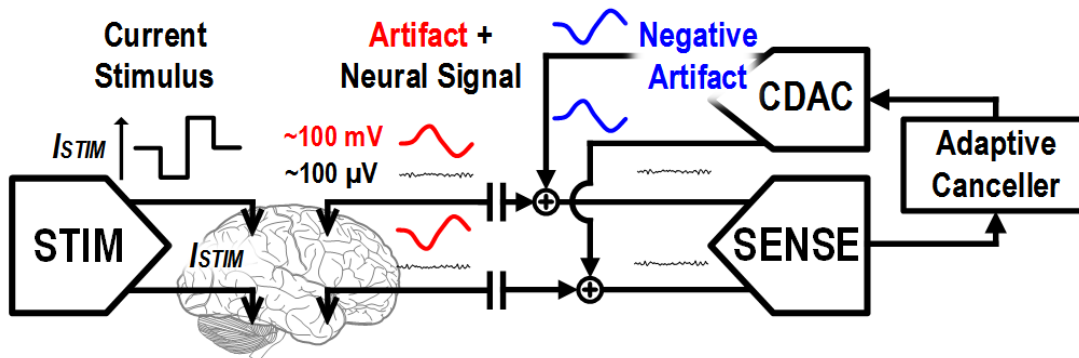 Current
Stimulus
Artifact +
Neural Signal
Negative
Artifact
CDAC
ISTIM
~100 mV
~100 µV
Adaptive
Canceller
STIM
ISTIM
SENSE